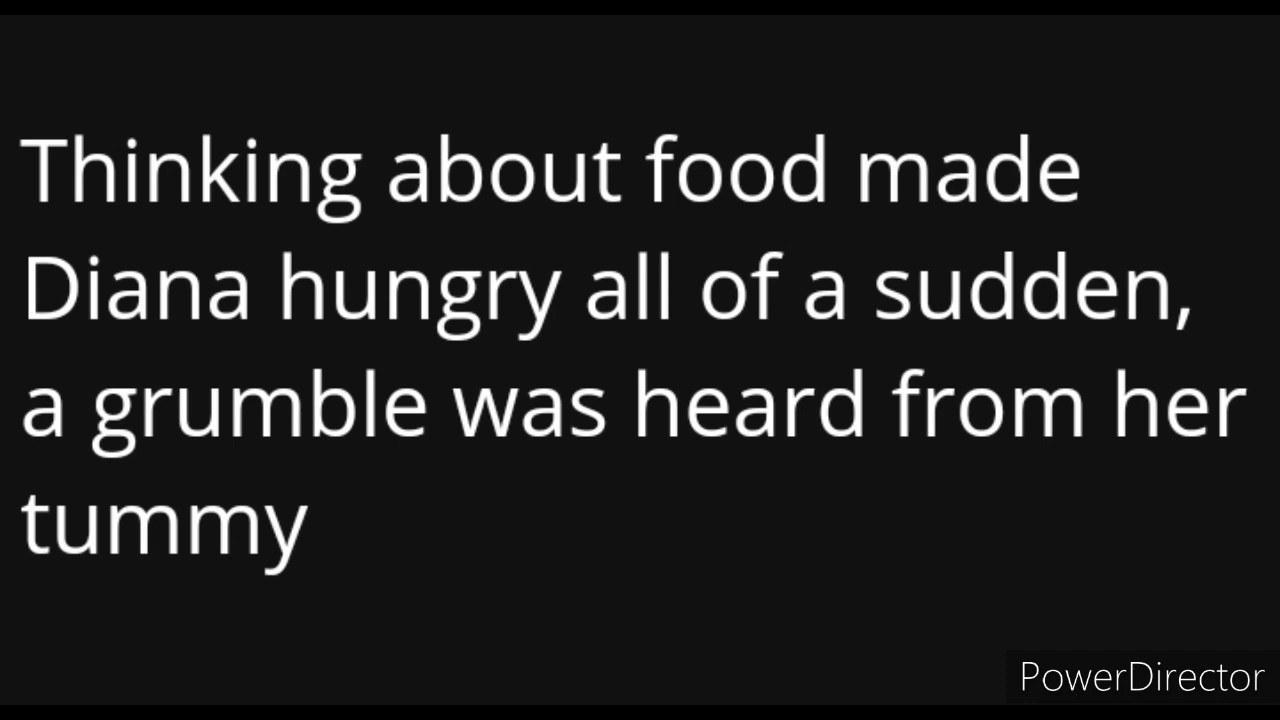 Thinking about food made
Diana hungry all of a sudden,
a grumble was heard from her
tummy
PowerDirector